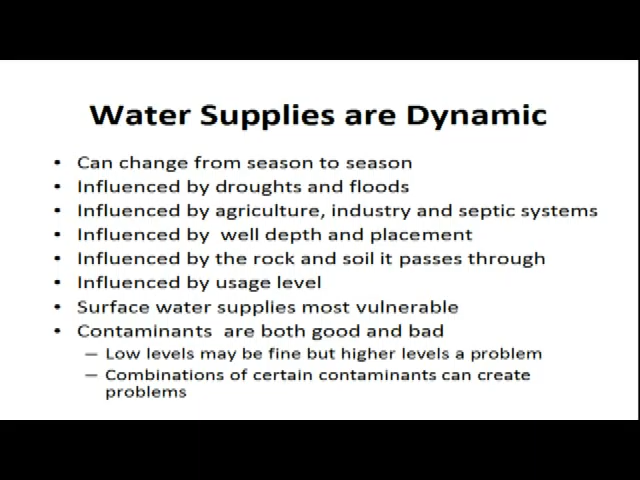 Water Supplies are Dynamic
• Can change from season to season
• Influenced by droughts and floods
• Influenced by agriculture, industry and septic systems
• Influenced by  well depth and placement
• Influenced by the rock and soil it passes through
• Influenced by usage level
• Surface water supplies most vulnerable
• Contaminants  are both good and bad
– Low levels may be fine but higher levels a problem
– Combinations of certain contaminants can create
problems